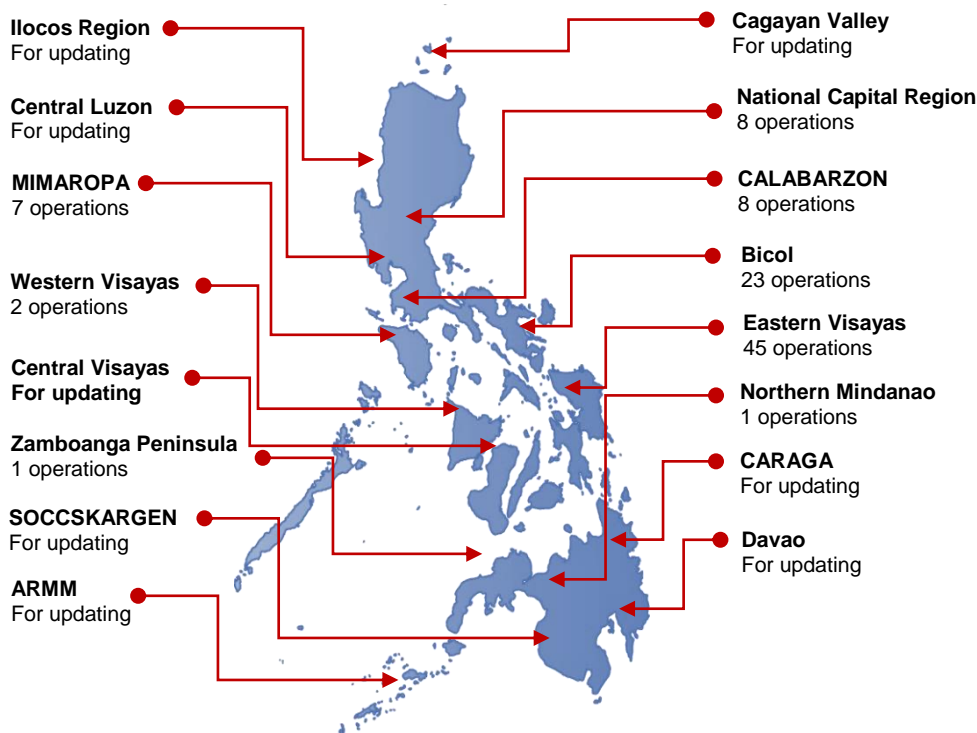 Ilocos Region
For updating
Central Luzon
For updating
MIMAROPA
7 operations
Western Visayas
2 operations
Central Visayas
For updating
Zamboanga Peninsula
1 operations
SOCCSKARGEN
For updating
ARMM
For updating
Cagayan Valley
For updating
National Capital Region
8 operations
CALABARZON
8 operations
Bicol
23 operations
Eastern Visayas
45 operations
Northern Mindanao
1 operations
CARAGA
For updating
Davao
For updating